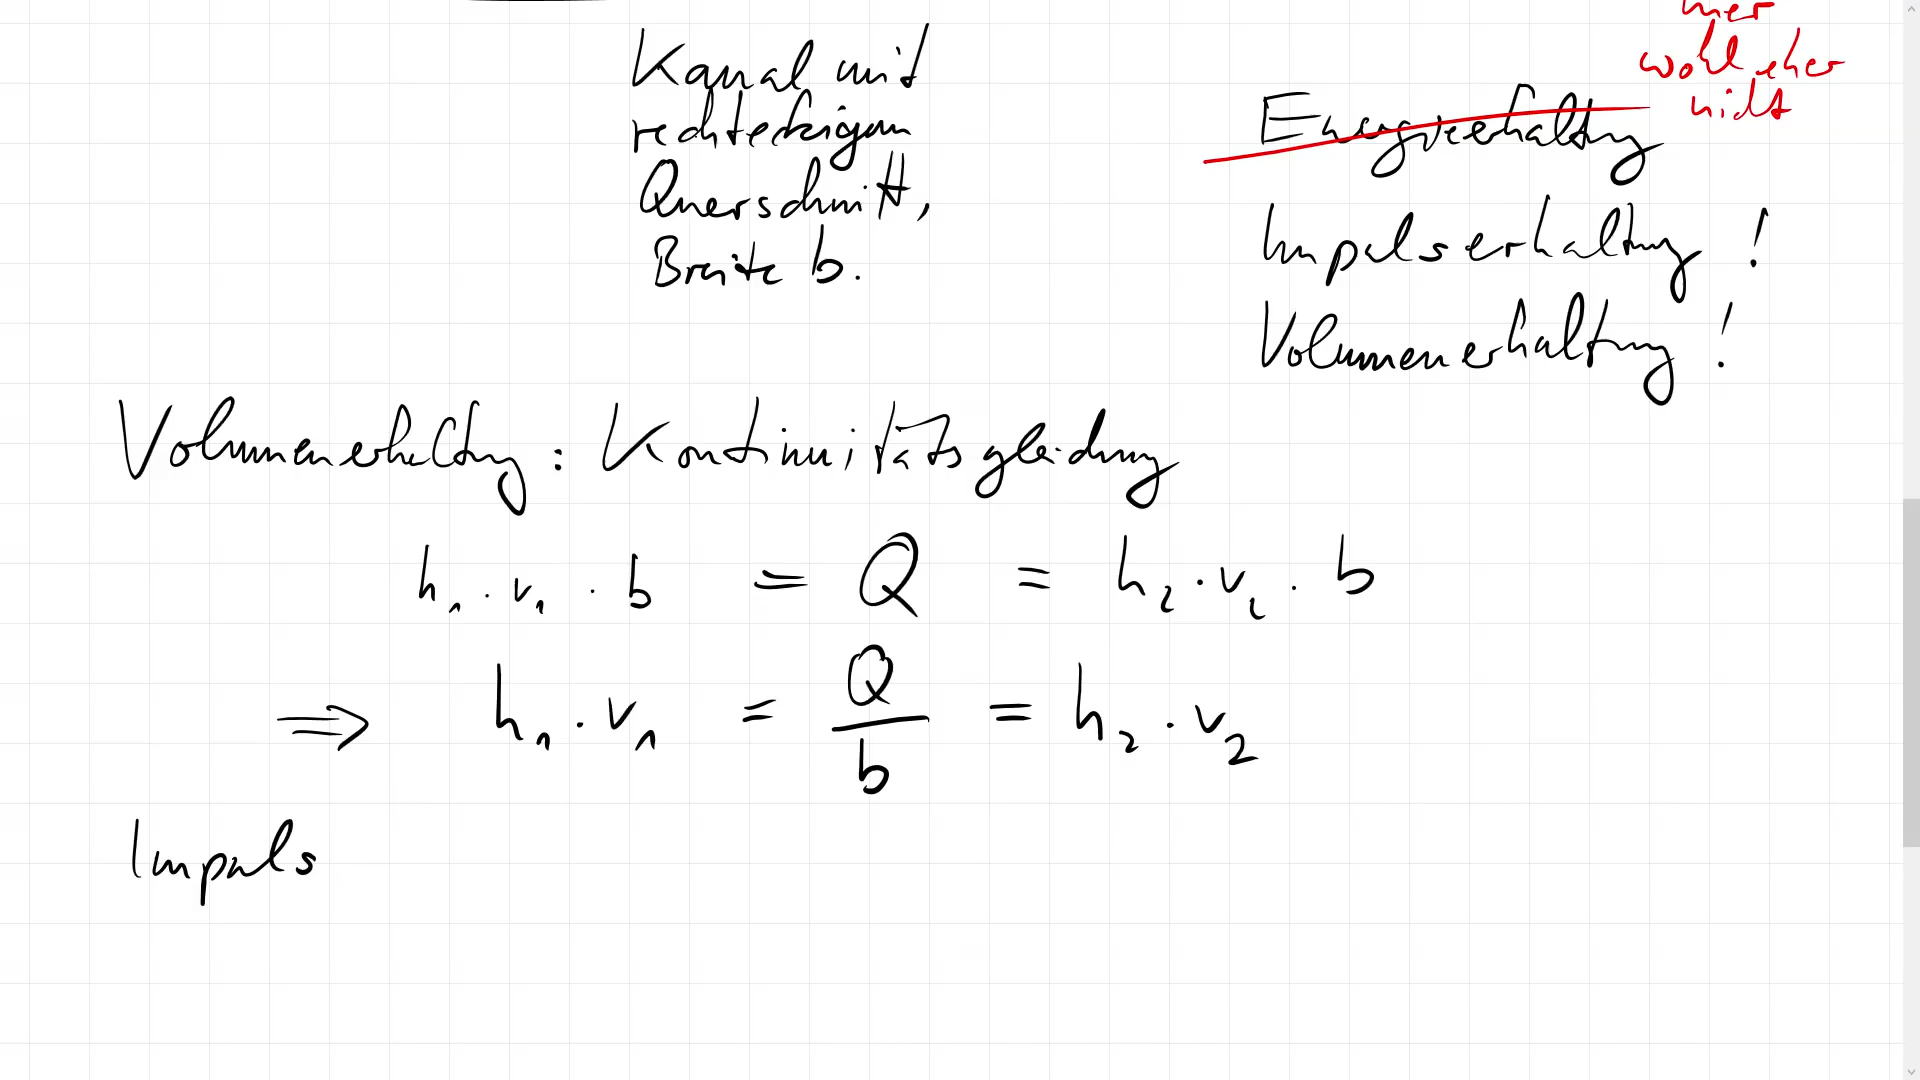 Kanal mit
rechteckigem
Querschnitt,
Breite b.
hier
wohl eher
nicht
Energieerhaltung
Impulserhaltung !
Volumenerhaltung !
Volumenerhaltung : Kontinuitätsgleichung
h₁ · v₁ · b = Q = h₂ · v₂ · b
⇒ h₁ · v₁ = Q/b = h₂ · v₂
Impuls